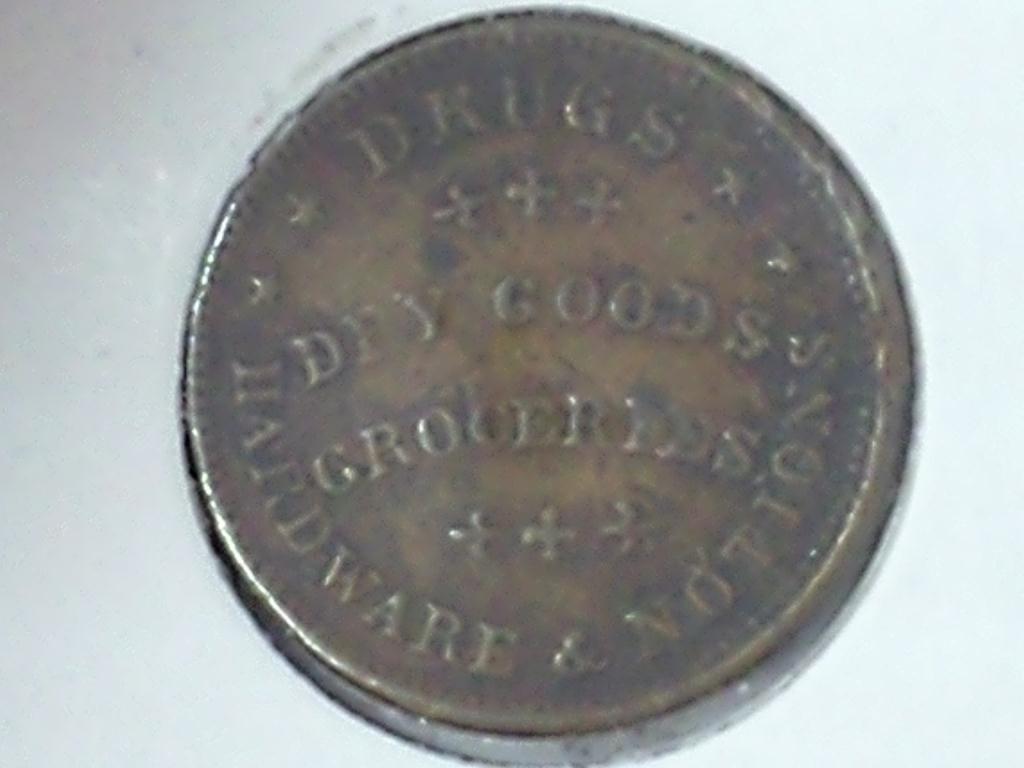 DRUGS
DRY GOODS
GROCERIES
HARDWARE & NOTIONS